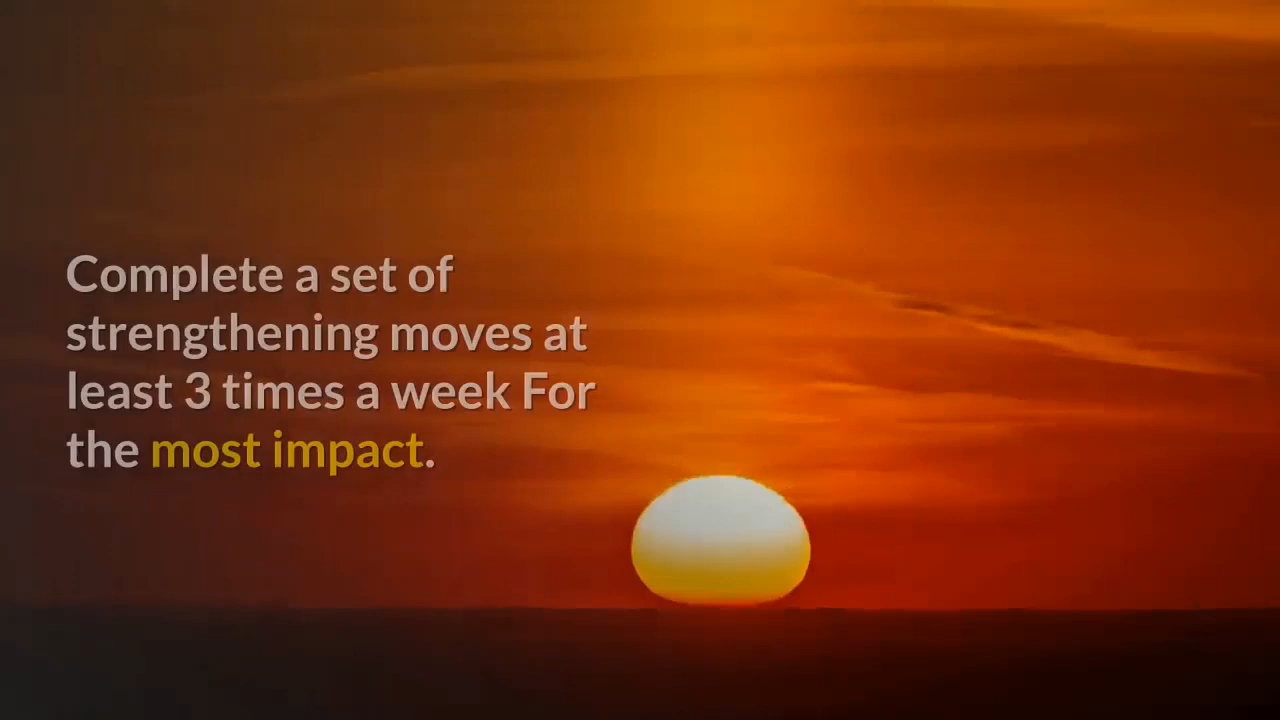 Complete a set of
strengthening moves at
least 3 times a week For
the most impact.